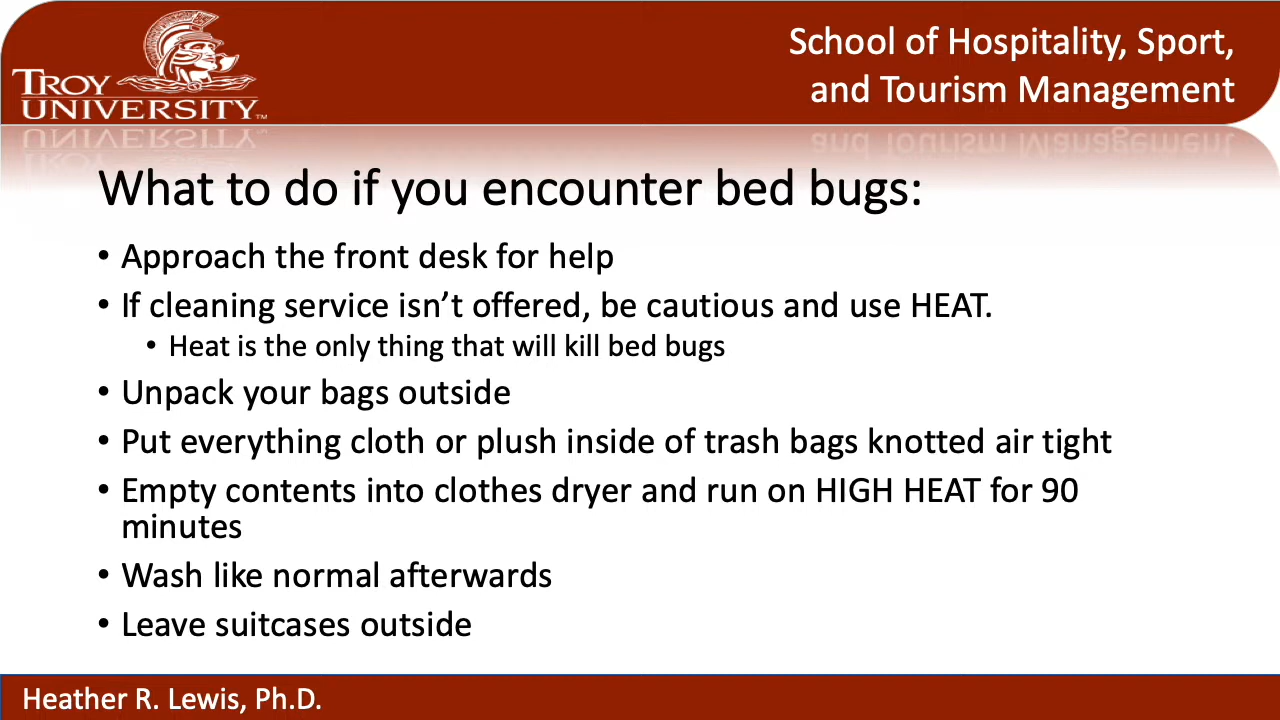 TROY
UNIVERSITY™
School of Hospitality, Sport,
and Tourism Management
What to do if you encounter bed bugs:
• Approach the front desk for help
• If cleaning service isn’t offered, be cautious and use HEAT.
• Heat is the only thing that will kill bed bugs
• Unpack your bags outside
• Put everything cloth or plush inside of trash bags knotted air tight
• Empty contents into clothes dryer and run on HIGH HEAT for 90
minutes
• Wash like normal afterwards
• Leave suitcases outside
Heather R. Lewis, Ph.D.